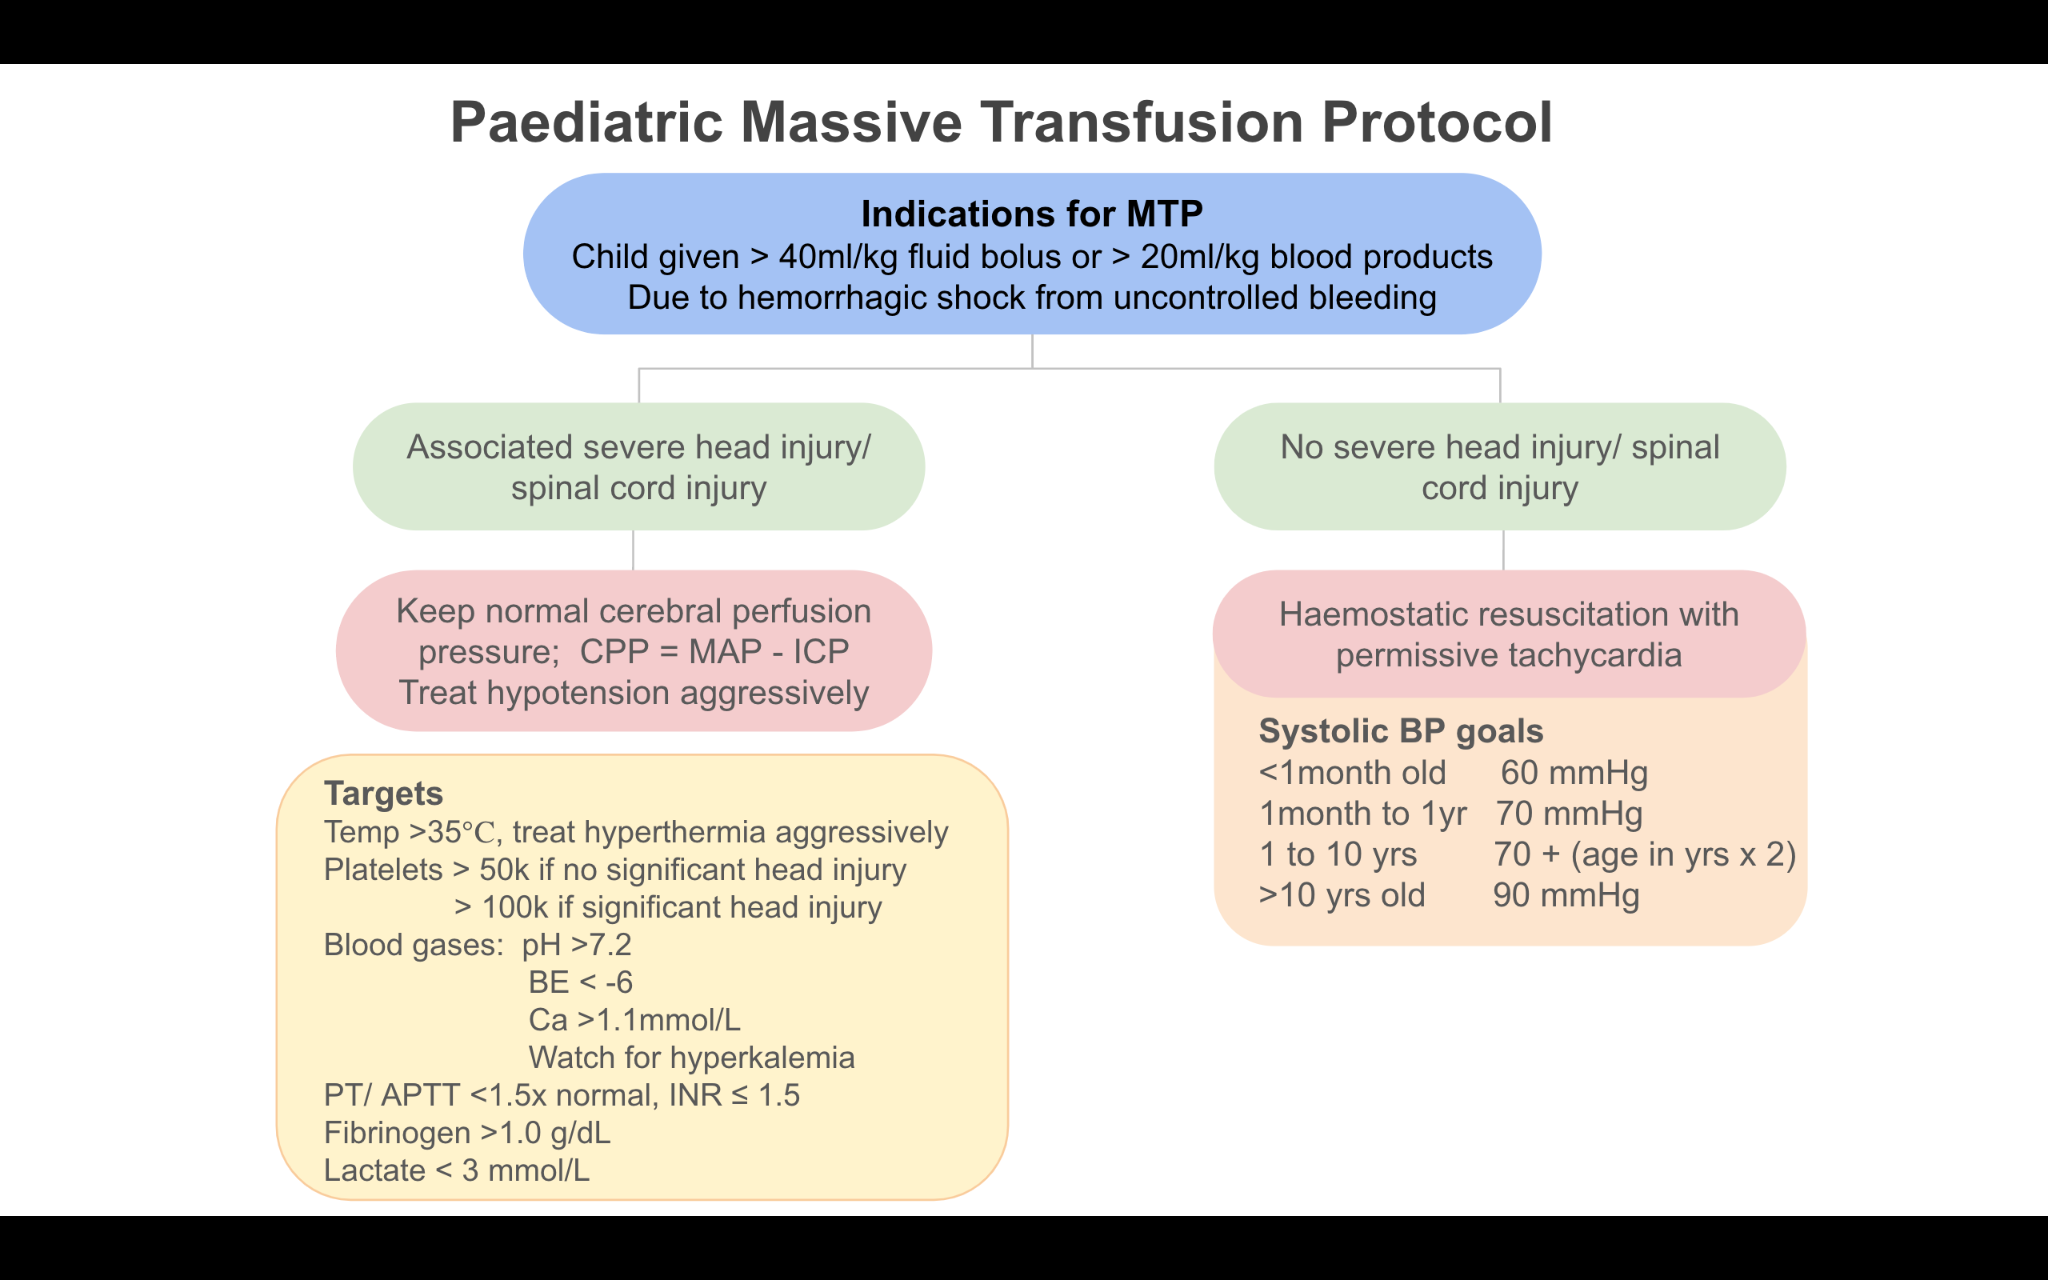 Paediatric Massive Transfusion Protocol
Indications for MTP
Child given > 40ml/kg fluid bolus or > 20ml/kg blood products
Due to hemorrhagic shock from uncontrolled bleeding
Associated severe head injury/
spinal cord injury
Keep normal cerebral perfusion
pressure;  CPP = MAP - ICP
Treat hypotension aggressively
Targets
Temp >35°C, treat hyperthermia aggressively
Platelets > 50k if no significant head injury
> 100k if significant head injury
Blood gases:  pH >7.2
BE < -6
Ca >1.1mmol/L
Watch for hyperkalemia
PT/ APTT <1.5x normal, INR ≤ 1.5
Fibrinogen >1.0 g/dL
Lactate < 3 mmol/L
No severe head injury/ spinal
cord injury
Haemostatic resuscitation with
permissive tachycardia
Systolic BP goals
<1month old 60 mmHg
1month to 1yr 70 mmHg
1 to 10 yrs 70 + (age in yrs x 2)
>10 yrs old 90 mmHg